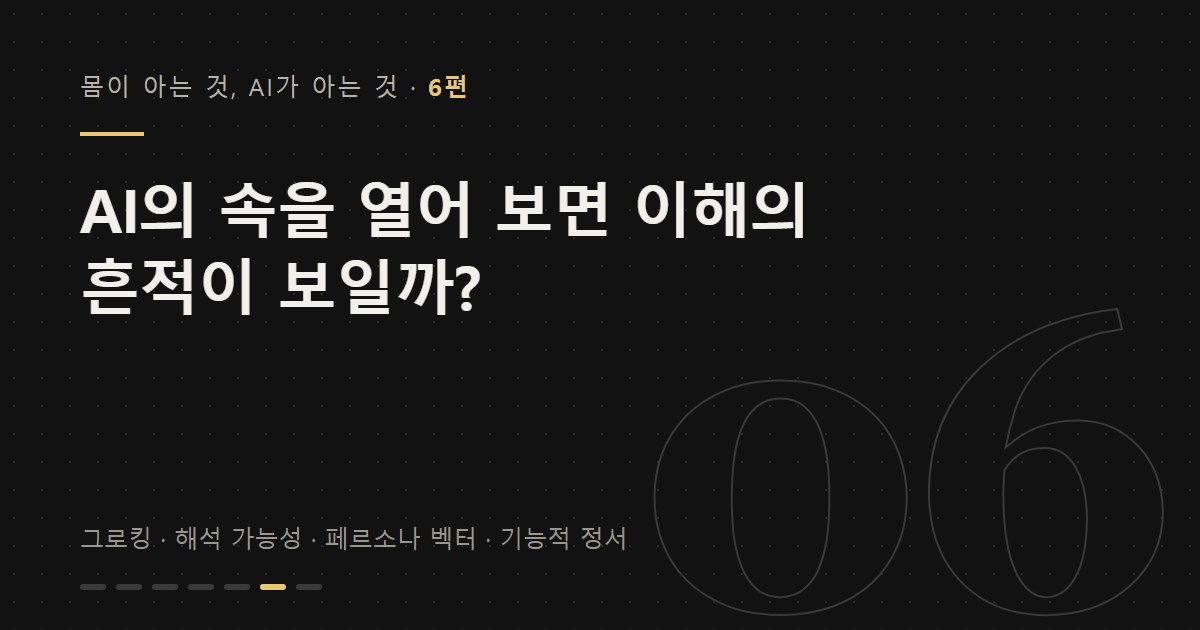 몸이 아는 것, AI가 아는 것 · 6편
AI의 속을 열어 보면 이해의
흔적이 보일까?
06
그로킹 · 해석 가능성 · 페르소나 벡터 · 기능적 정서